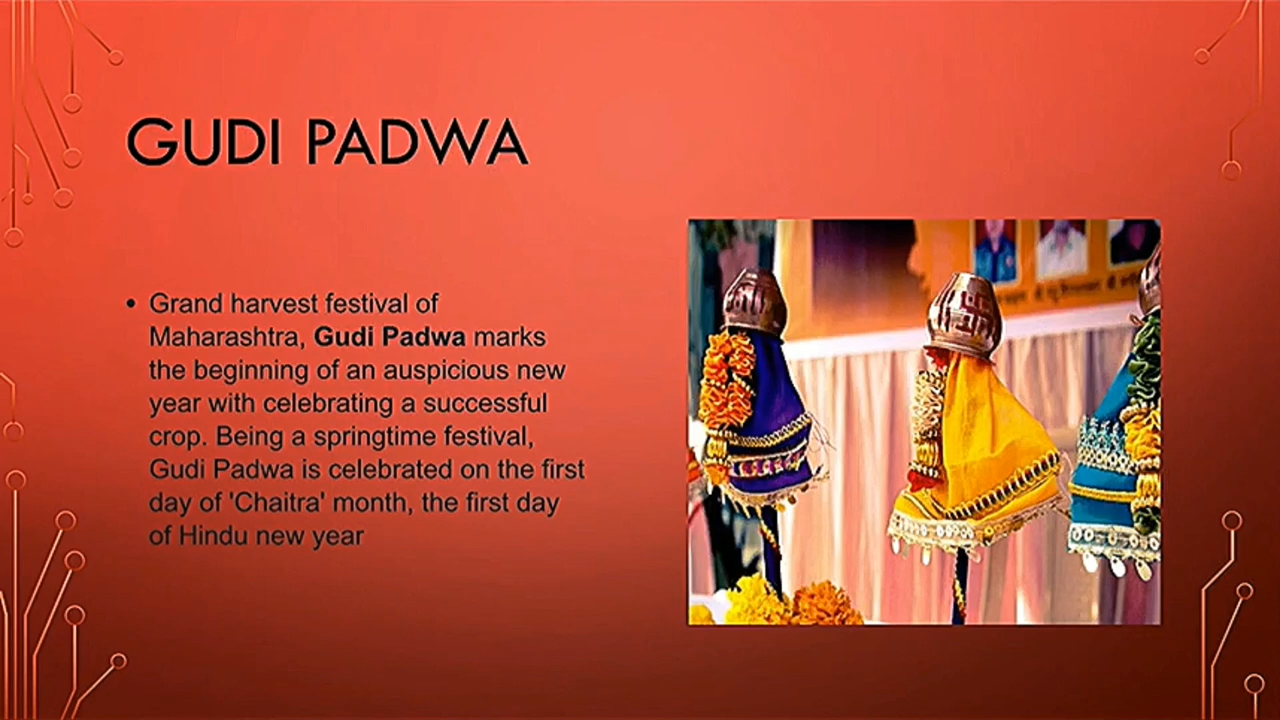 GUDI PADWA
• Grand harvest festival of
Maharashtra, Gudi Padwa marks
the beginning of an auspicious new
year with celebrating a successful
crop. Being a springtime festival,
Gudi Padwa is celebrated on the first
day of 'Chaitra' month, the first day
of Hindu new year